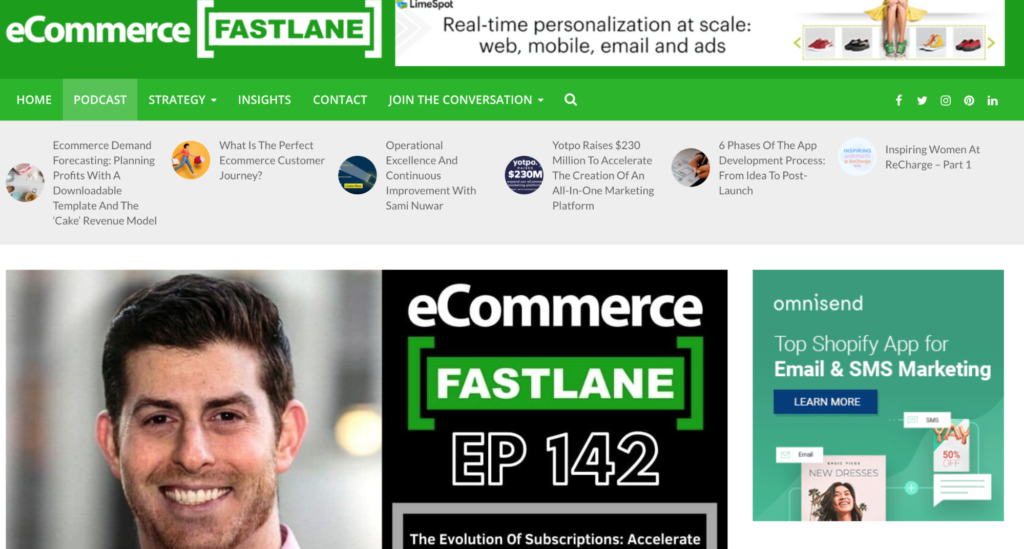 eCommerce [FASTLANE]
LimeSpot
Real-time personalization at scale:
web, mobile, email and ads
HOME PODCAST STRATEGY INSIGHTS CONTACT JOIN THE CONVERSATION
Ecommerce Demand
Forecasting: Planning
Profits With A
Downloadable
Template And The
‘Cake’ Revenue Model
What Is The Perfect
Ecommerce Customer
Journey?
Operational
Excellence And
Continuous
Improvement With
Sami Nuwar
yotpo.
$230M
Yotpo Raises $230
Million To Accelerate
The Creation Of An
All-In-One Marketing
Platform
6 Phases Of The App
Development Process:
From Idea To Post-
Launch
INSPIRING
Inspiring Women At
ReCharge – Part 1
eCommerce
[FASTLANE]
EP 142
The Evolution Of Subscriptions: Accelerate
omnisend
Top Shopify App for
Email & SMS Marketing
LEARN MORE
SMS
YAY
50%
OFF
Email
NEW DRESSES